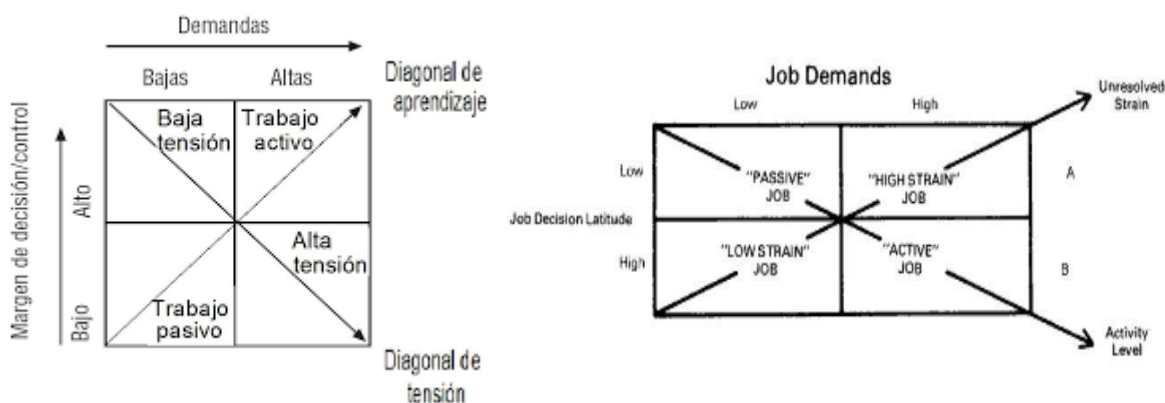 Demandas
Bajas
Altas
Diagonal de
aprendizaje
Margen de decisión/control
Alto
Bajo
Baja
tensión
Trabajo
activo
Alta
tensión
Trabajo
pasivo
Diagonal de
tensión
Job Demands
Low
High
Unresolved
Strain
Low
"PASSIVE"
JOB
"HIGH STRAIN"
JOB
A
Job Decision Latitude
High
"LOW STRAIN"
JOB
"ACTIVE"
JOB
B
Activity
Level